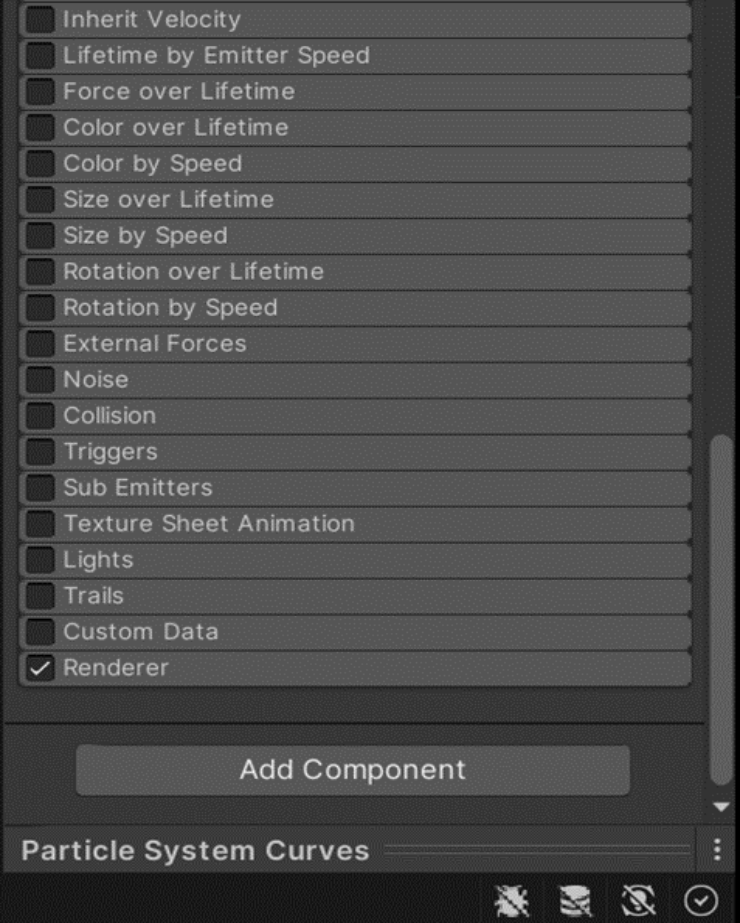 Inherit Velocity
Lifetime by Emitter Speed
Force over Lifetime
Color over Lifetime
Color by Speed
Size over Lifetime
Size by Speed
Rotation over Lifetime
Rotation by Speed
External Forces
Noise
Collision
Triggers
Sub Emitters
Texture Sheet Animation
Lights
Trails
Custom Data
Renderer
Add Component
Particle System Curves